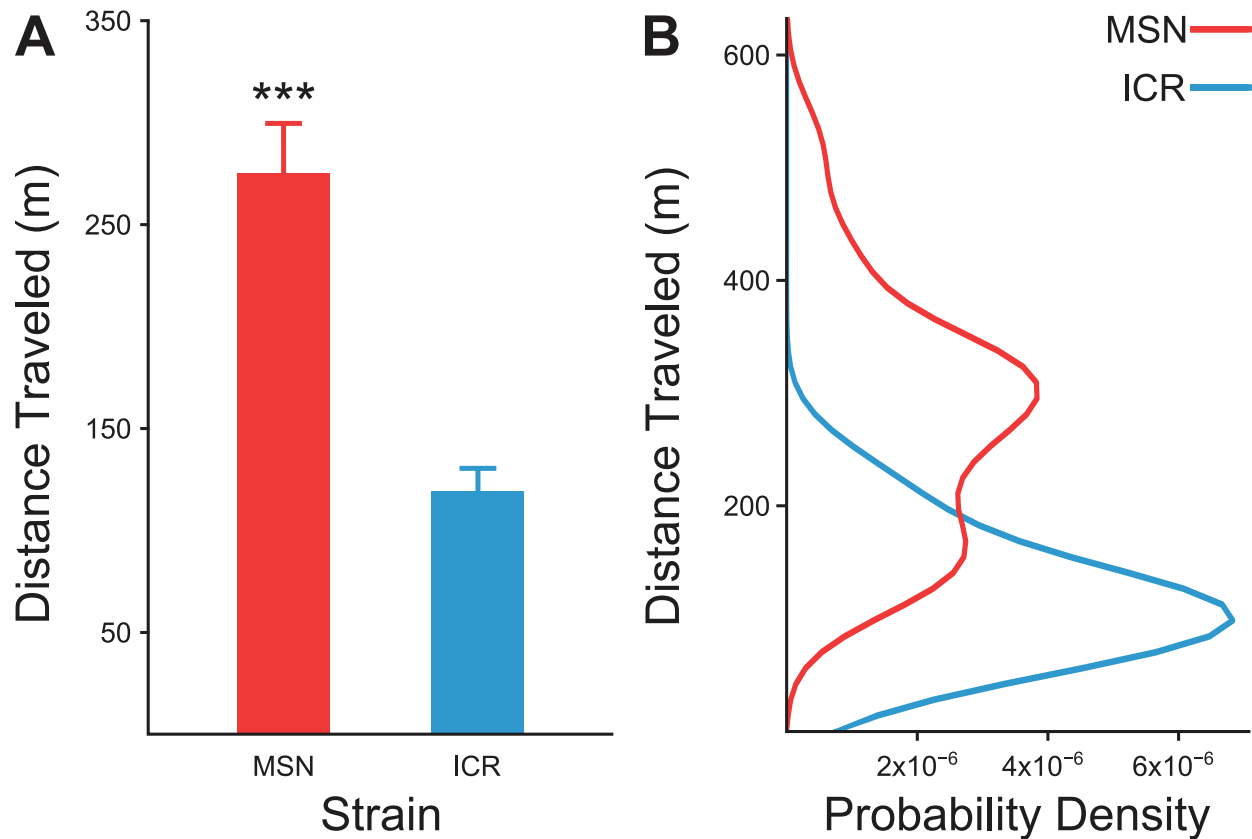 A
350
250
150
50
Distance Traveled (m)
***
MSN
ICR
Strain
B
MSN
ICR
600
400
200
Distance Traveled (m)
2x10⁻⁶
4x10⁻⁶
6x10⁻⁶
Probability Density